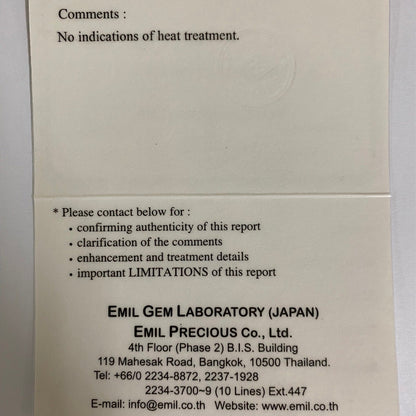 Comments :
No indications of heat treatment.
* Please contact below for :
• confirming authenticity of this report
• clarification of the comments
• enhancement and treatment details
• important LIMITATIONS of this report
EMIL GEM LABORATORY (JAPAN)
EMIL PRECIOUS Co., Ltd.
4th Floor (Phase 2) B.I.S. Building
119 Mahesak Road, Bangkok, 10500 Thailand.
Tel: +66/0 2234-8872, 2237-1928
2234-3700~9 (10 Lines) Ext.447
E-mail: info@emil.co.th Website: www.emil.co.th